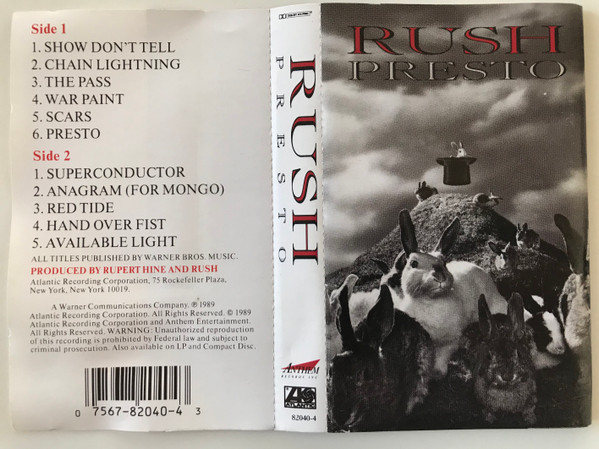 Side 1
1. SHOW DON'T TELL
2. CHAIN LIGHTNING
3. THE PASS
4. WAR PAINT
5. SCARS
6. PRESTO
Side 2
1. SUPERCONDUCTOR
2. ANAGRAM (FOR MONGO)
3. RED TIDE
4. HAND OVER FIST
5. AVAILABLE LIGHT
ALL TITLES PUBLISHED BY WARNER BROS. MUSIC.
PRODUCED BY RUPERT HINE AND RUSH
Atlantic Recording Corporation, 75 Rockefeller Plaza,
New York, New York 10019.
A Warner Communications Company. ℗ 1989
Atlantic Recording Corporation. All Rights Reserved. © 1989
Atlantic Recording Corporation and Anthem Entertainment.
All Rights Reserved. WARNING: Unauthorized reproduction
of this recording is prohibited by Federal law and subject to
criminal prosecution. Also available on LP and Compact Disc.
0 7567-82040-4 3
RUSH
PRESTO
ANTHEM
RECORDS INC
ATLANTIC
82040-4
RUSH
PRESTO